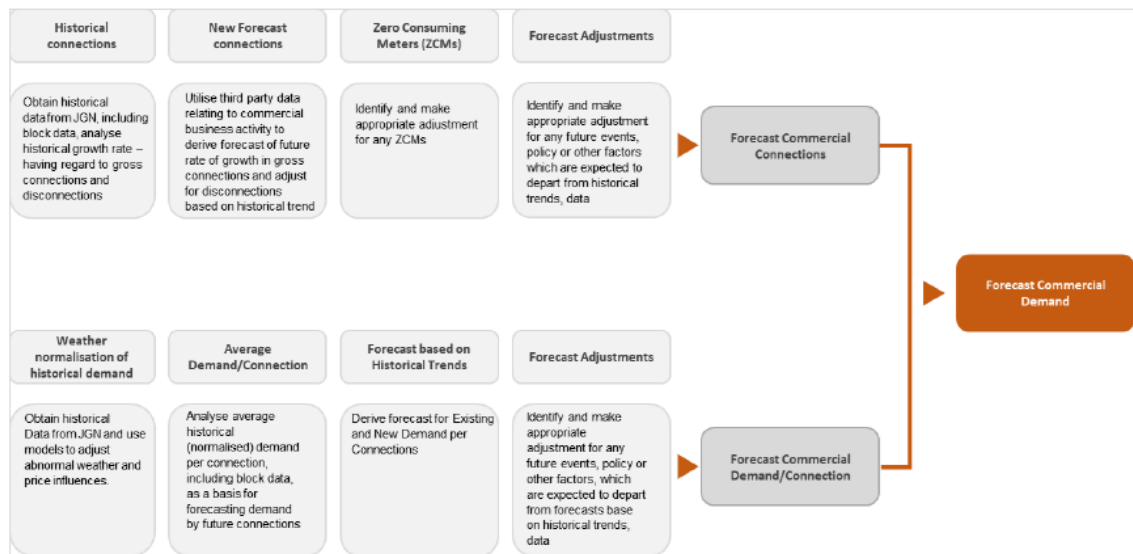 Historical
connections
New Forecast
connections
Zero Consuming
Meters (ZCMs)
Forecast Adjustments
Obtain historical
data from JGN, including
block data, analyse
historical growth rate –
having regard to gross
connections and
disconnections
Utilise third party data
relating to commercial
business activity to
derive forecast of future
rate of growth in gross
connections and adjust
for disconnections
based on historical trend
Identify and make
appropriate adjustment
for any ZCMs
Identify and make
appropriate adjustment
for any future events,
policy or other factors
which are expected to
depart from historical
trends, data
Forecast Commercial
Connections
Forecast Commercial
Demand
Weather
normalisation of
historical demand
Average
Demand/Connection
Forecast based on
Historical Trends
Forecast Adjustments
Obtain historical
Data from JGN and use
models to adjust
abnormal weather and
price influences.
Analyse average
historical
(normalised) demand
per connection,
including block data,
as a basis for
forecasting demand
by future connections
Derive forecast for Existing
and New Demand per
Connections
Identify and make
appropriate
adjustment for any
future events, policy or
other factors, which
are expected to depart
from forecasts base
on historical trends,
data
Forecast Commercial
Demand/Connection